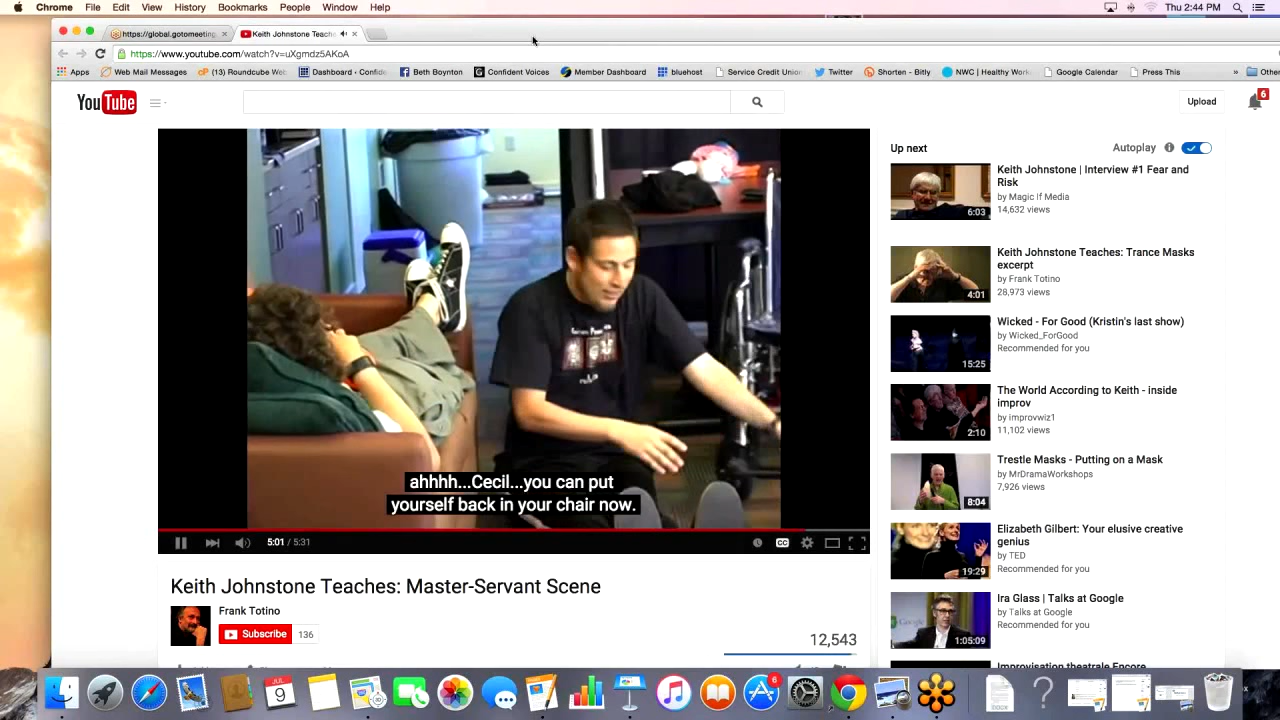 Chrome File Edit View History Bookmarks People Window Help Thu 2:44 PM
https://global.gotomeeting. Keith Johnstone Teache
https://www.youtube.com/watch?v=uXgmdz5AKoA
Apps Web Mail Messages (13) Roundcube Web Dashboard ‹ Confide Beth Boynton Confident Voices Member Dashboard bluehost Service Credit Union Twitter Shorten - Bitly NWC | Healthy Work Google Calendar Press This » Othe
YouTube
Upload
6
Up next
Autoplay
Keith Johnstone | Interview #1 Fear and
Risk
by Magic If Media
14,632 views
6:03
Keith Johnstone Teaches: Trance Masks
excerpt
by Frank Totino
28,973 views
4:01
Wicked - For Good (Kristin's last show)
by Wicked_ForGood
Recommended for you
15:25
The World According to Keith - inside
improv
by improvwiz1
11,102 views
2:10
Trestle Masks - Putting on a Mask
by MrDramaWorkshops
7,926 views
8:04
Elizabeth Gilbert: Your elusive creative
genius
by TED
Recommended for you
19:29
Ira Glass | Talks at Google
by Talks at Google
Recommended for you
1:05:09
Improvisation theatrale Encore
ahhhh...Cecil...you can put
yourself back in your chair now.
5:01 / 5:31
CC
Keith Johnstone Teaches: Master-Servant Scene
Frank Totino
Subscribe 136
12,543
JUL
9
6